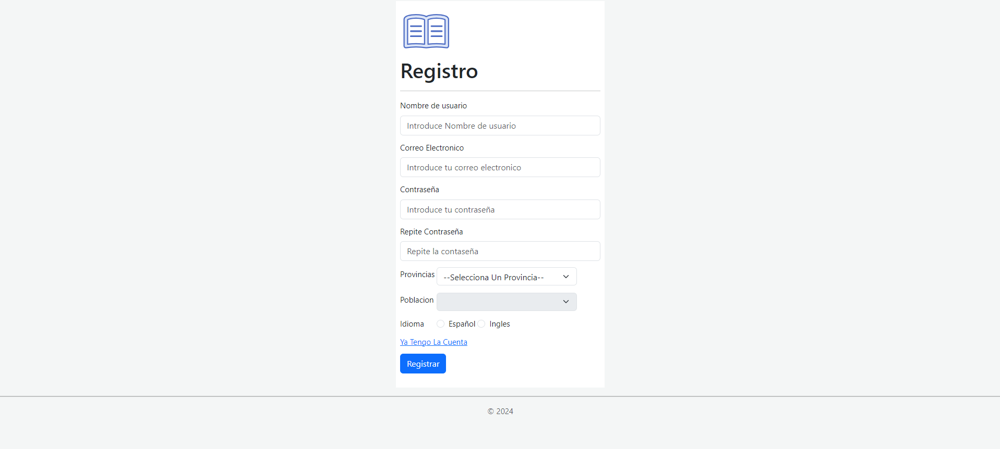 Registro
Nombre de usuario
Introduce Nombre de usuario
Correo Electronico
Introduce tu correo electronico
Contraseña
Introduce tu contraseña
Repite Contraseña
Repite la contaseña
Provincias --Selecciona Un Provincia--
Poblacion
Idioma Español Ingles
Ya Tengo La Cuenta
Registrar
© 2024